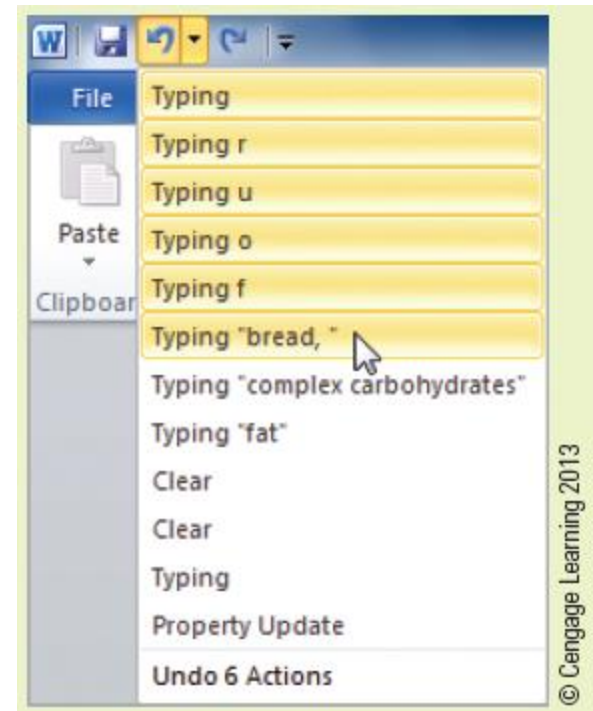 W
File
Paste
Clipboar
Typing
Typing r
Typing u
Typing o
Typing f
Typing "bread, "
Typing "complex carbohydrates"
Typing "fat"
Clear
Clear
Typing
Property Update
Undo 6 Actions
© Cengage Learning 2013